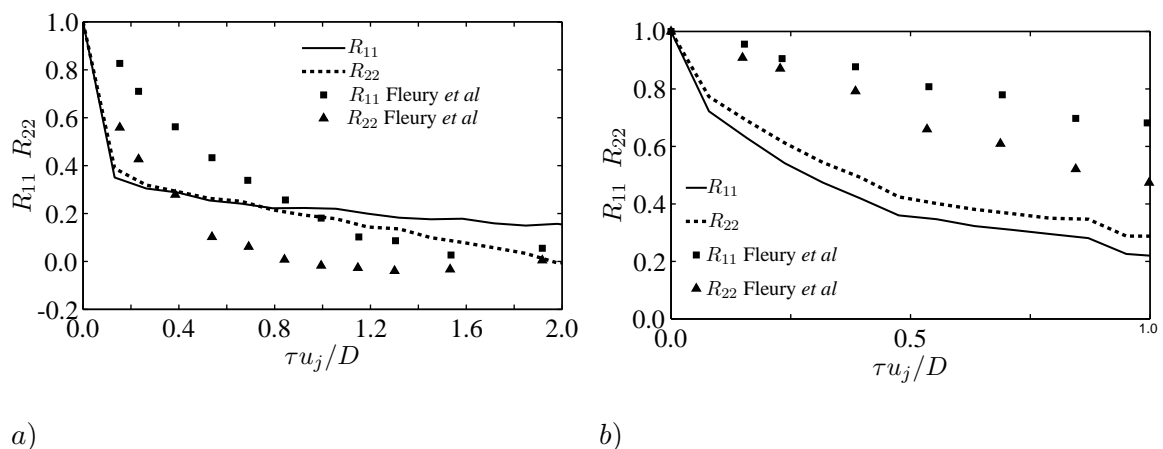 1.0
0.8
0.6
0.4
0.2
0.0
-0.2
R₁₁ R₂₂
0.0 0.4 0.8 1.2 1.6 2.0
τu_j/D
R₁₁
R₂₂
R₁₁ Fleury et al
R₂₂ Fleury et al
a)
1.0
0.8
0.6
0.4
0.2
0.0
R₁₁ R₂₂
0.0 0.5 1.0
τu_j/D
R₁₁
R₂₂
R₁₁ Fleury et al
R₂₂ Fleury et al
b)